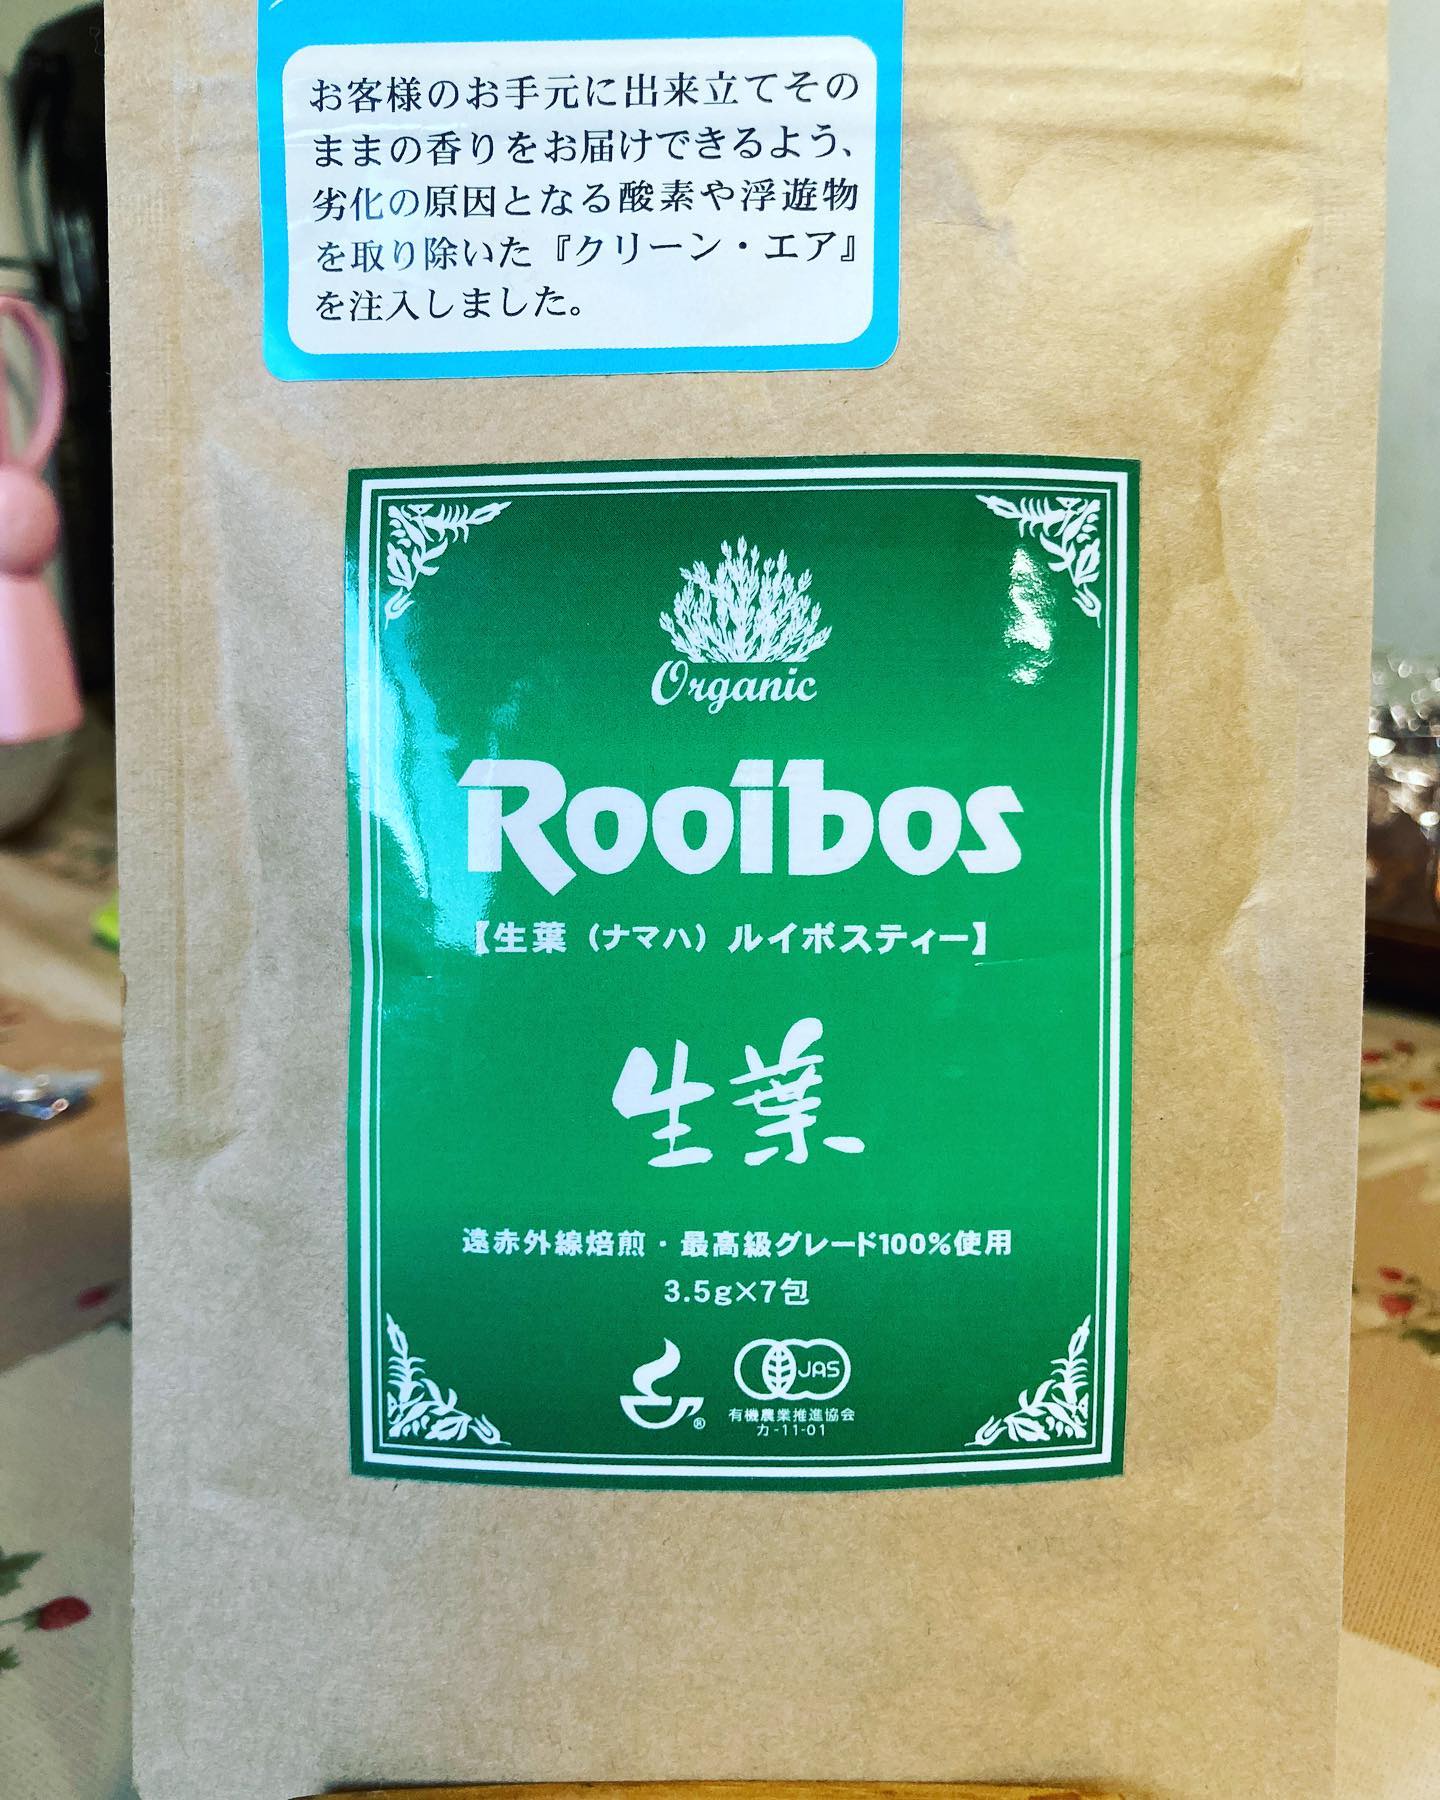 お客様のお手元に出来立てその
ままの香りをお届けできるよう、
劣化の原因となる酸素や浮遊物
を取り除いた『クリーン・エア』
を注入しました。
Organic
Rooibos
【生葉（ナマハ）ルイボスティー】
生葉
遠赤外線焙煎・最高級グレード100%使用
3.5g×7包
®
JAS
有機農業推進協会
カ-11-01